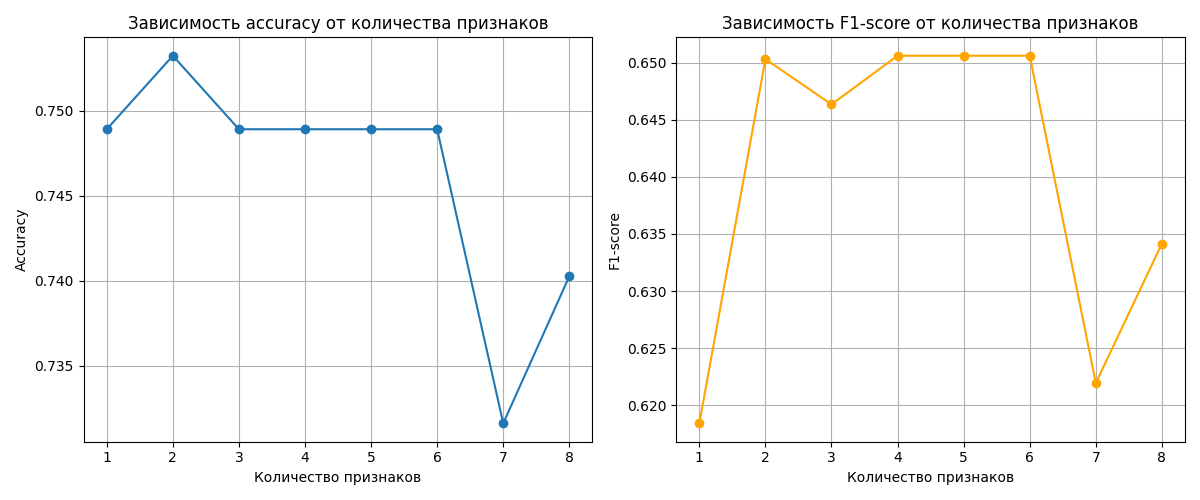 Зависимость accuracy от количества признаков
Accuracy
0.750
0.745
0.740
0.735
1 2 3 4 5 6 7 8
Количество признаков
Зависимость F1-score от количества признаков
F1-score
0.650
0.645
0.640
0.635
0.630
0.625
0.620
1 2 3 4 5 6 7 8
Количество признаков